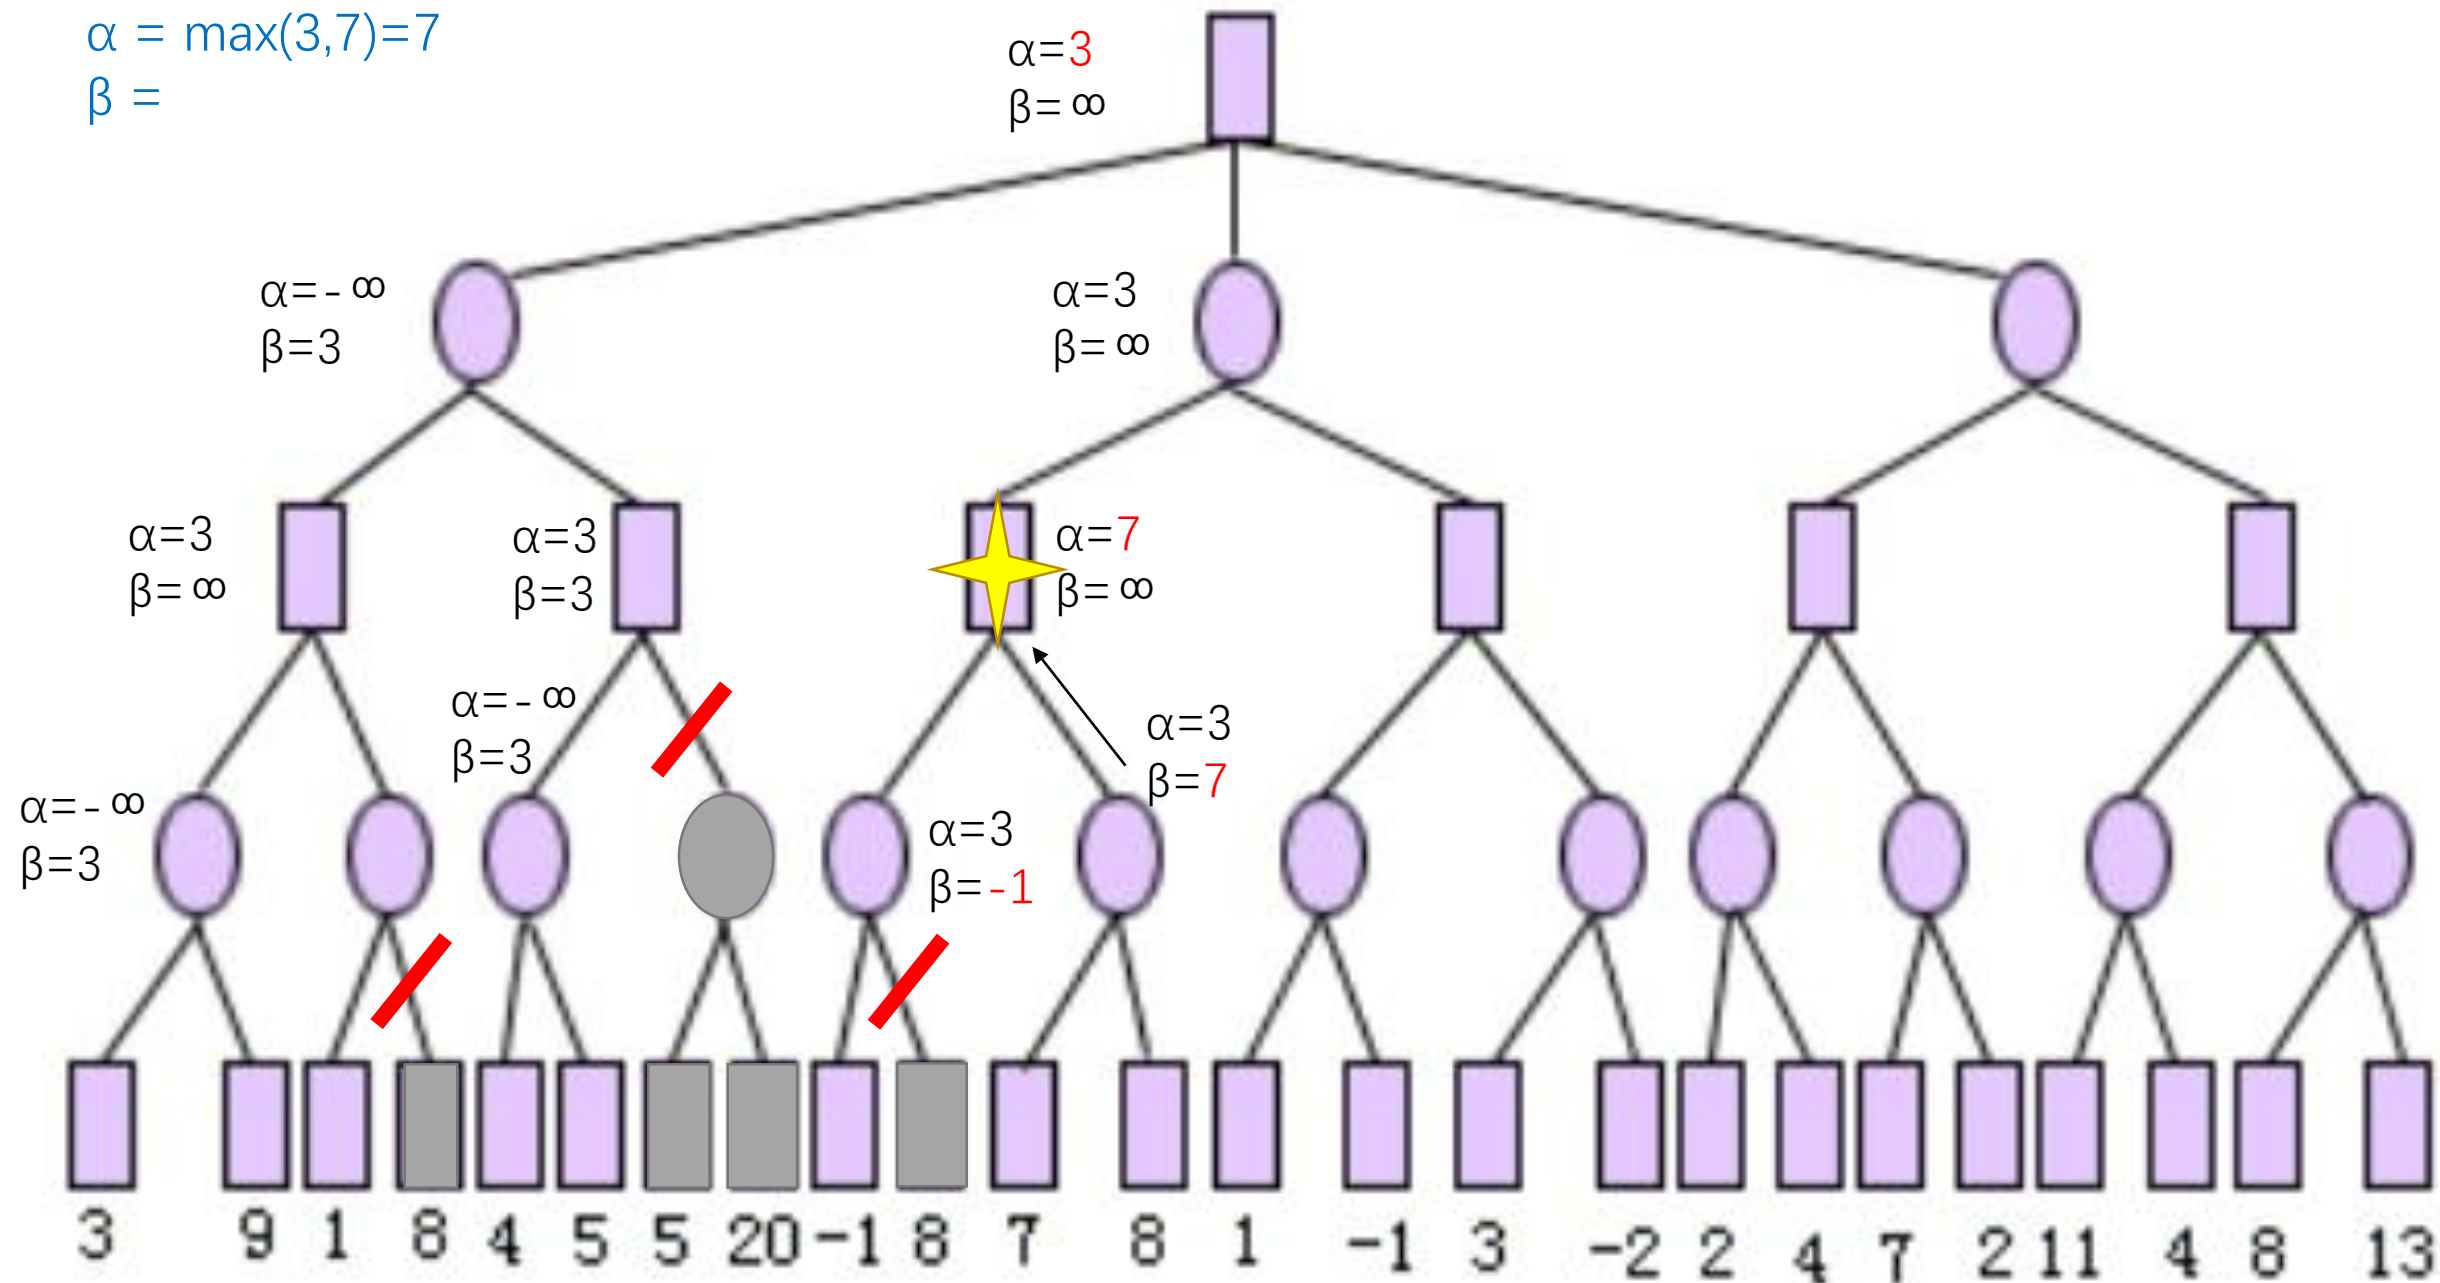 α = max(3,7)=7
β =
α=3
β=∞
α=-∞
β=3
α=3
β=∞
α=3
β=∞
α=3
β=3
α=7
β=∞
α=-∞
β=3
α=3
β=7
α=-∞
β=3
α=3
β=-1
3 9 1 8 4 5 5 20 -1 8 7 8 1 -1 3 -2 2 4 7 2 11 4 8 13